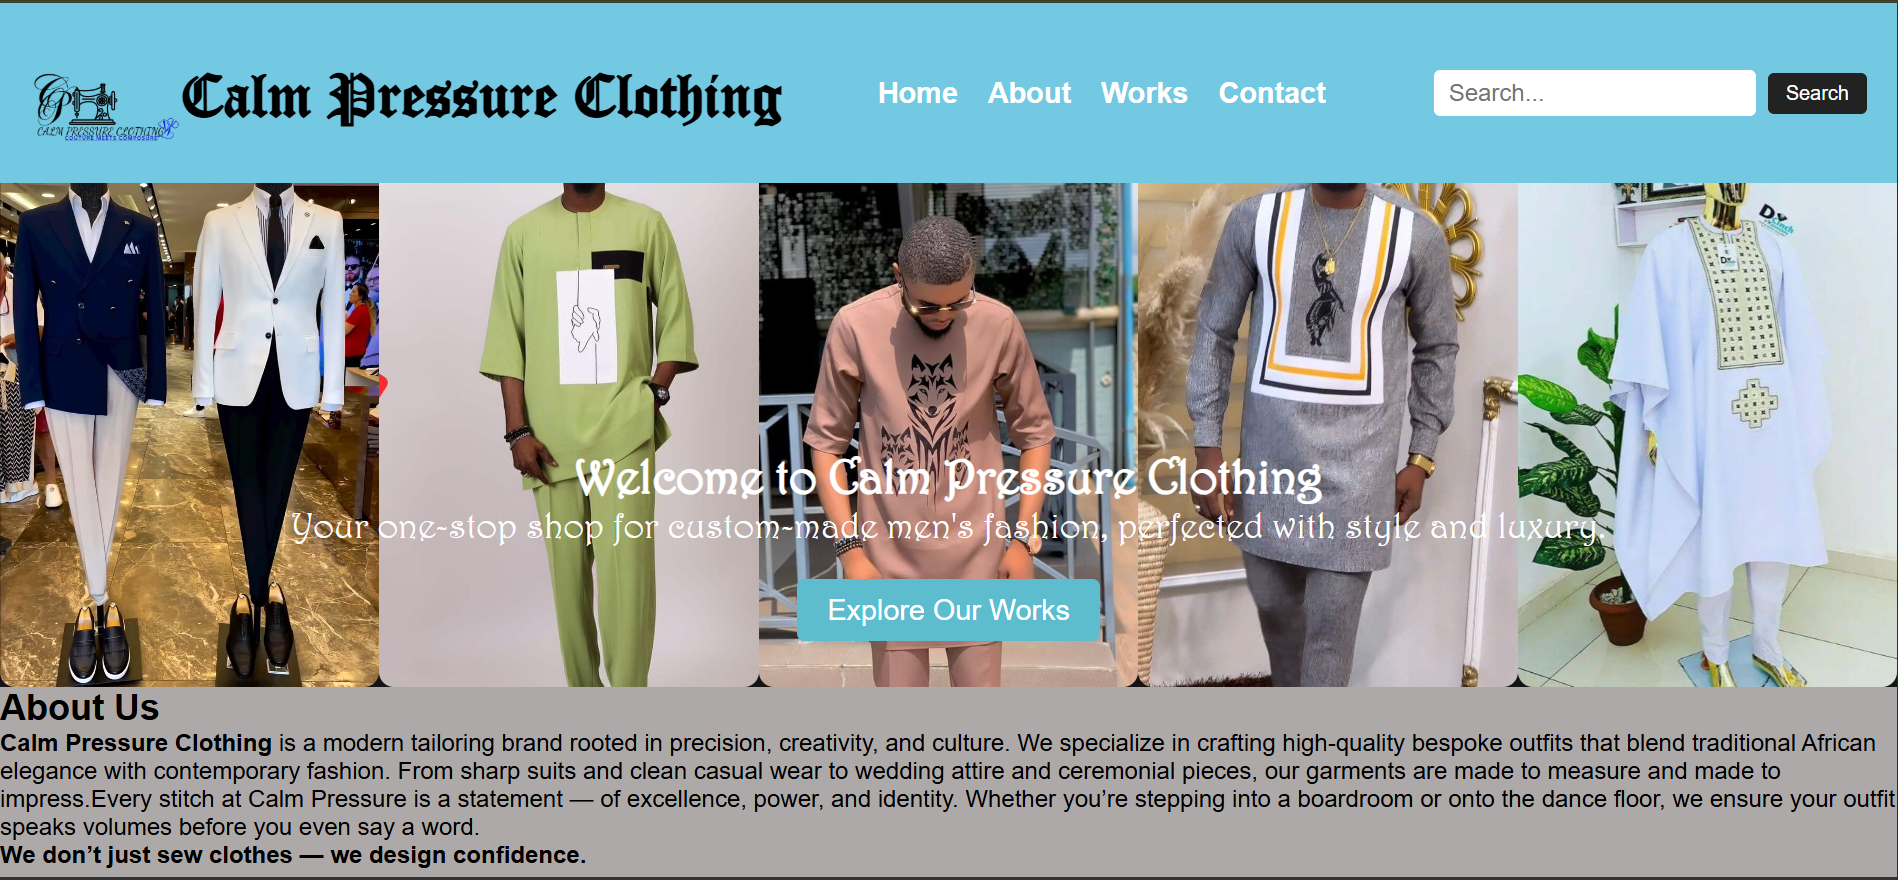 CALM PRESSURE CLOTHING
COUTURE MEETS COMPOSURE
Calm Pressure Clothing
Home About Works Contact
Search...
Search
Welcome to Calm Pressure Clothing
Your one-stop shop for custom-made men's fashion, perfected with style and luxury.
Explore Our Works
About Us
Calm Pressure Clothing is a modern tailoring brand rooted in precision, creativity, and culture. We specialize in crafting high-quality bespoke outfits that blend traditional African
elegance with contemporary fashion. From sharp suits and clean casual wear to wedding attire and ceremonial pieces, our garments are made to measure and made to
impress.Every stitch at Calm Pressure is a statement — of excellence, power, and identity. Whether you’re stepping into a boardroom or onto the dance floor, we ensure your outfit
speaks volumes before you even say a word.
We don’t just sew clothes — we design confidence.